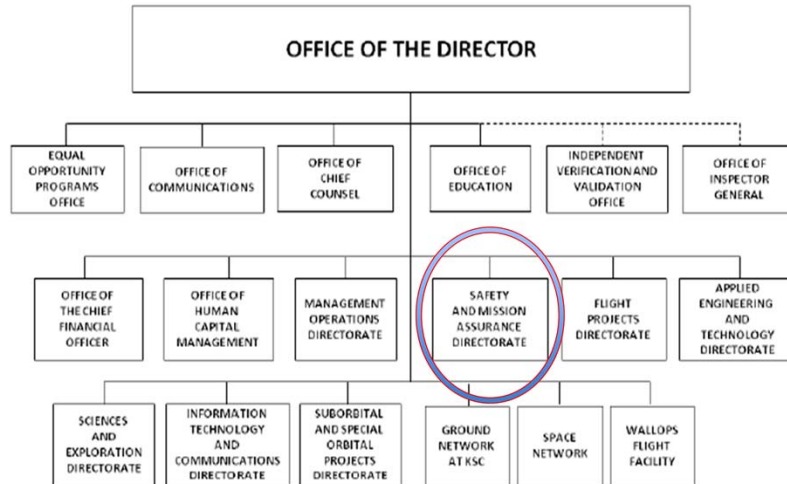 OFFICE OF THE DIRECTOR
EQUAL
OPPORTUNITY
PROGRAMS
OFFICE
OFFICE OF
COMMUNICATIONS
OFFICE OF
CHIEF
COUNSEL
OFFICE OF
EDUCATION
INDEPENDENT
VERIFICATION AND
VALIDATION
OFFICE
OFFICE OF
INSPECTOR
GENERAL
OFFICE OF
THE CHIEF
FINANCIAL
OFFICER
OFFICE OF
HUMAN
CAPITAL
MANAGEMENT
MANAGEMENT
OPERATIONS
DIRECTORATE
SAFETY
AND MISSION
ASSURANCE
DIRECTORATE
FLIGHT
PROJECTS
DIRECTORATE
APPLIED
ENGINEERING
AND
TECHNOLOGY
DIRECTORATE
SCIENCES
AND
EXPLORATION
DIRECTORATE
INFORMATION
TECHNOLOGY
AND
COMMUNICATIONS
DIRECTORATE
SUBORBITAL
AND SPECIAL
ORBITAL
PROJECTS
DIRECTORATE
GROUND
NETWORK
AT KSC
SPACE
NETWORK
WALLOPS
FLIGHT
FACILITY